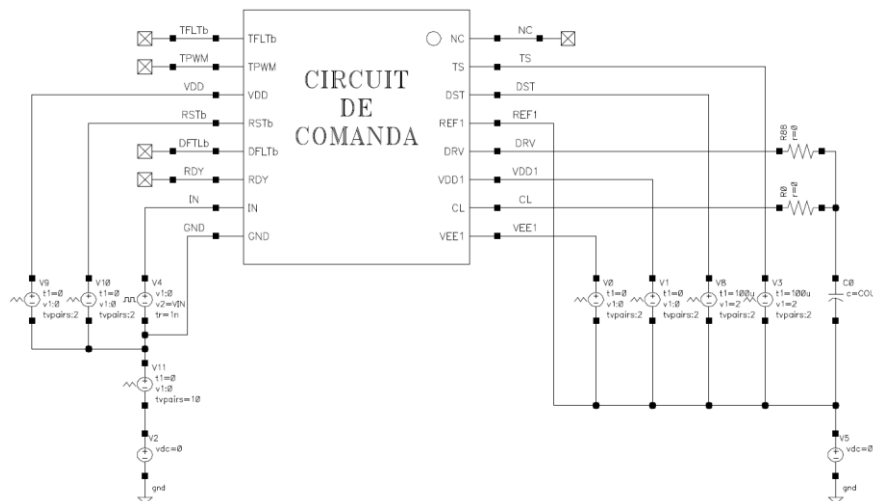 TFLTb
TFLTb
NC
NC
TPWM
TPWM
TS
TS
VDD
VDD
DST
DST
RSTb
RSTb
REF1
REF1
DFTLb
DFLTb
DRV
DRV
RDY
RDY
VDD1
VDD1
IN
IN
CL
CL
GND
GND
VEE1
VEE1
CIRCUIT
DE
COMANDA
R88
r=0
R0
r=0
V9
t1=0
v1:0
tvpairs:2
V10
t1=0
v1:0
tvpairs:2
V4
v1:0
v2=VIN
tr=1n
V0
t1=0
v1:0
tvpairs:2
V1
t1=0
v1:0
tvpairs:2
V8
t1=100u
v1=2
tvpairs:2
V3
t1=100u
v1=2
tvpairs:2
C0
c=COU
V11
t1=0
v1:0
tvpairs=10
V2
vdc=0
gnd
V5
vdc=0
gnd